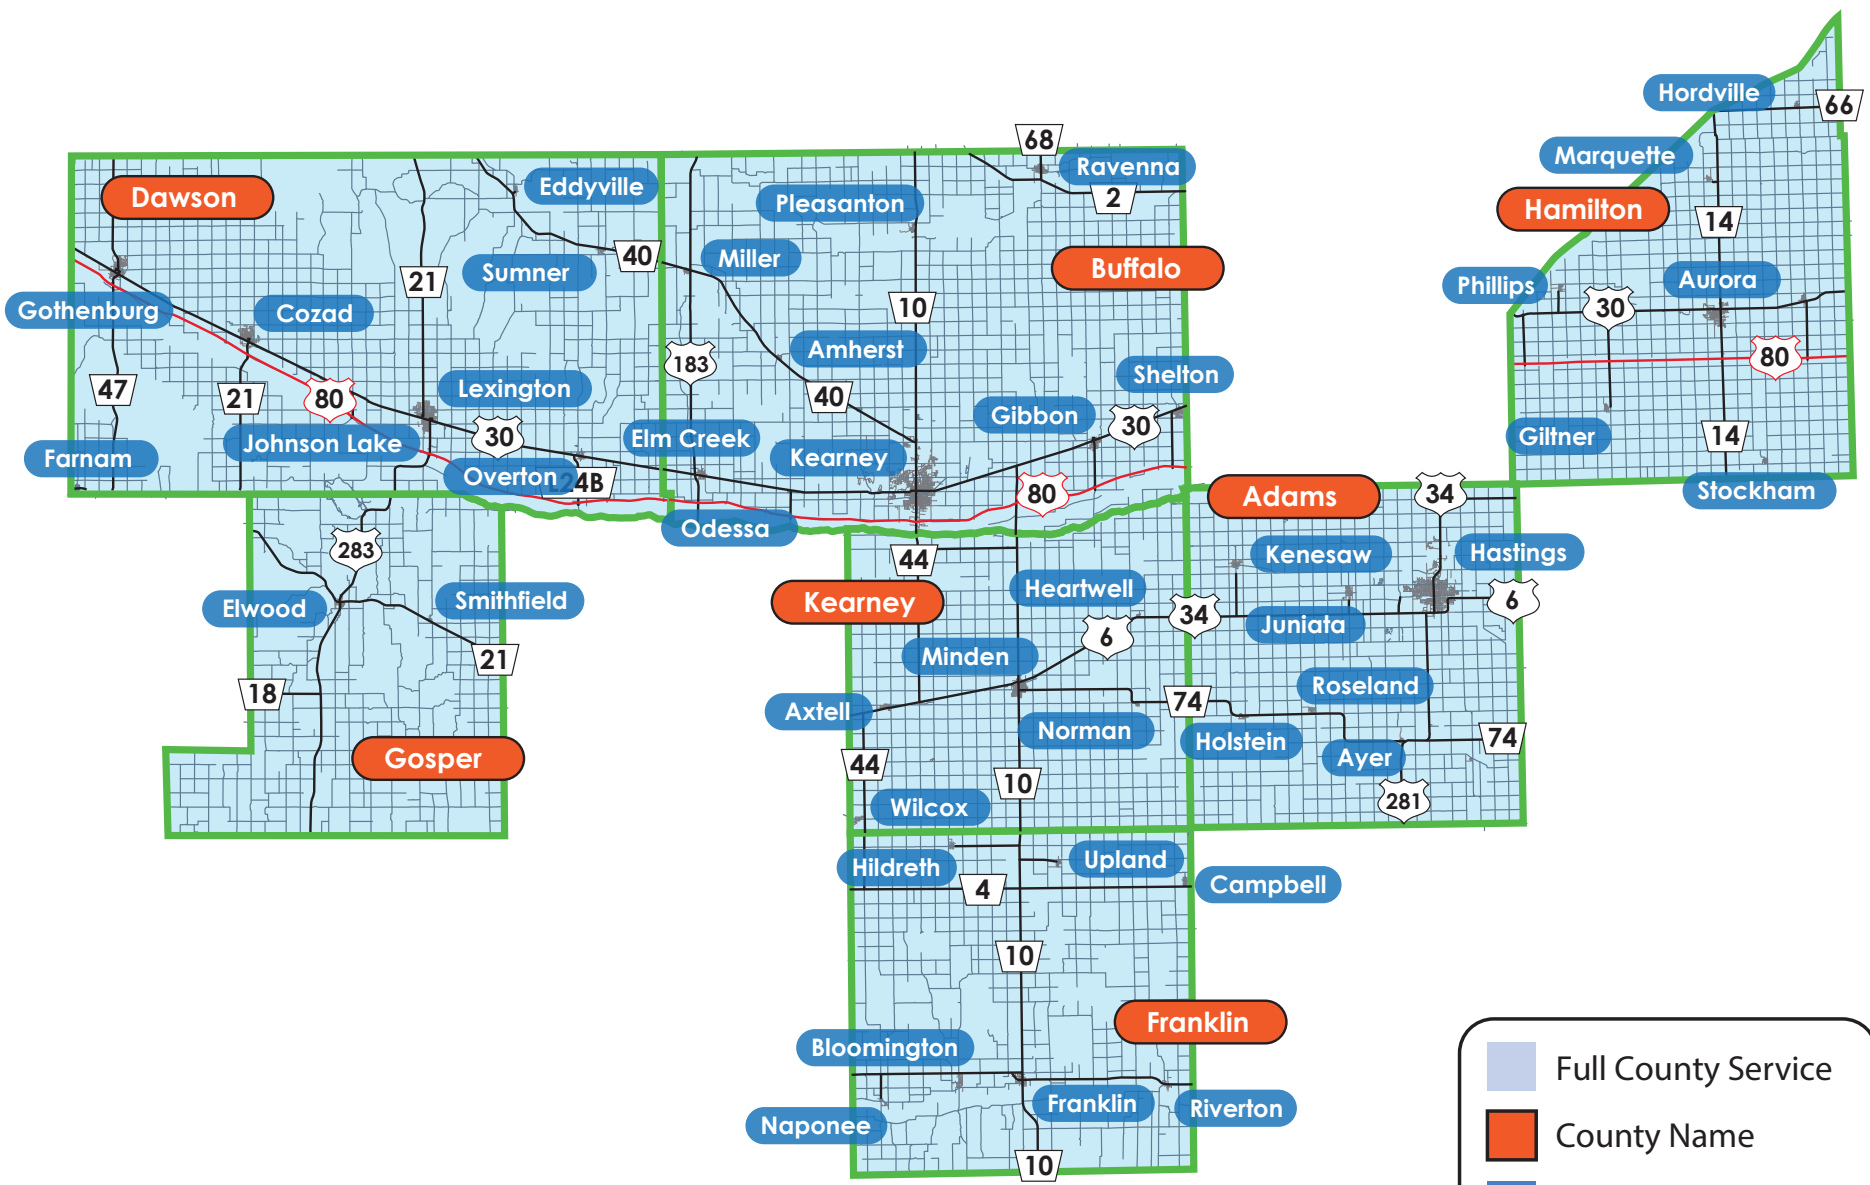 Hordville
66
68
Ravenna
Marquette
Dawson
Eddyville
2
Pleasanton
Hamilton
14
40
Miller
Buffalo
Sumner
21
Phillips
Aurora
Gothenburg
Cozad
10
30
Amherst
80
183
Shelton
47
21
80
Lexington
40
Gibbon
30
Johnson Lake
30
Elm Creek
Giltner
14
Farnam
Kearney
Overton
24B
80
Adams
34
Stockham
Odessa
283
44
Kenesaw
Hastings
Heartwell
Elwood
Smithfield
Kearney
34
6
Juniata
6
Minden
21
18
Roseland
Axtell
74
Norman
Holstein
74
Gosper
Ayer
44
10
281
Wilcox
Hildreth
Upland
4
Campbell
10
Franklin
Bloomington
Full County Service
Franklin
Riverton
Naponee
County Name
10